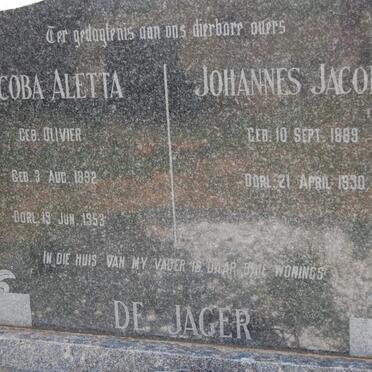 Ter gedagtenis aan ons dierbare ouers
COBA ALETTA
GEB. OLIVIER
GEB. 3 AUG. 1892
OORL. 19 JUN. 1953
JOHANNES JACO
GEB. 10 SEPT. 1889
OORL. 21 APRIL 1930
IN DIE HUIS VAN MY VADER IS DAAR BAIE WONINGS
DE JAGER